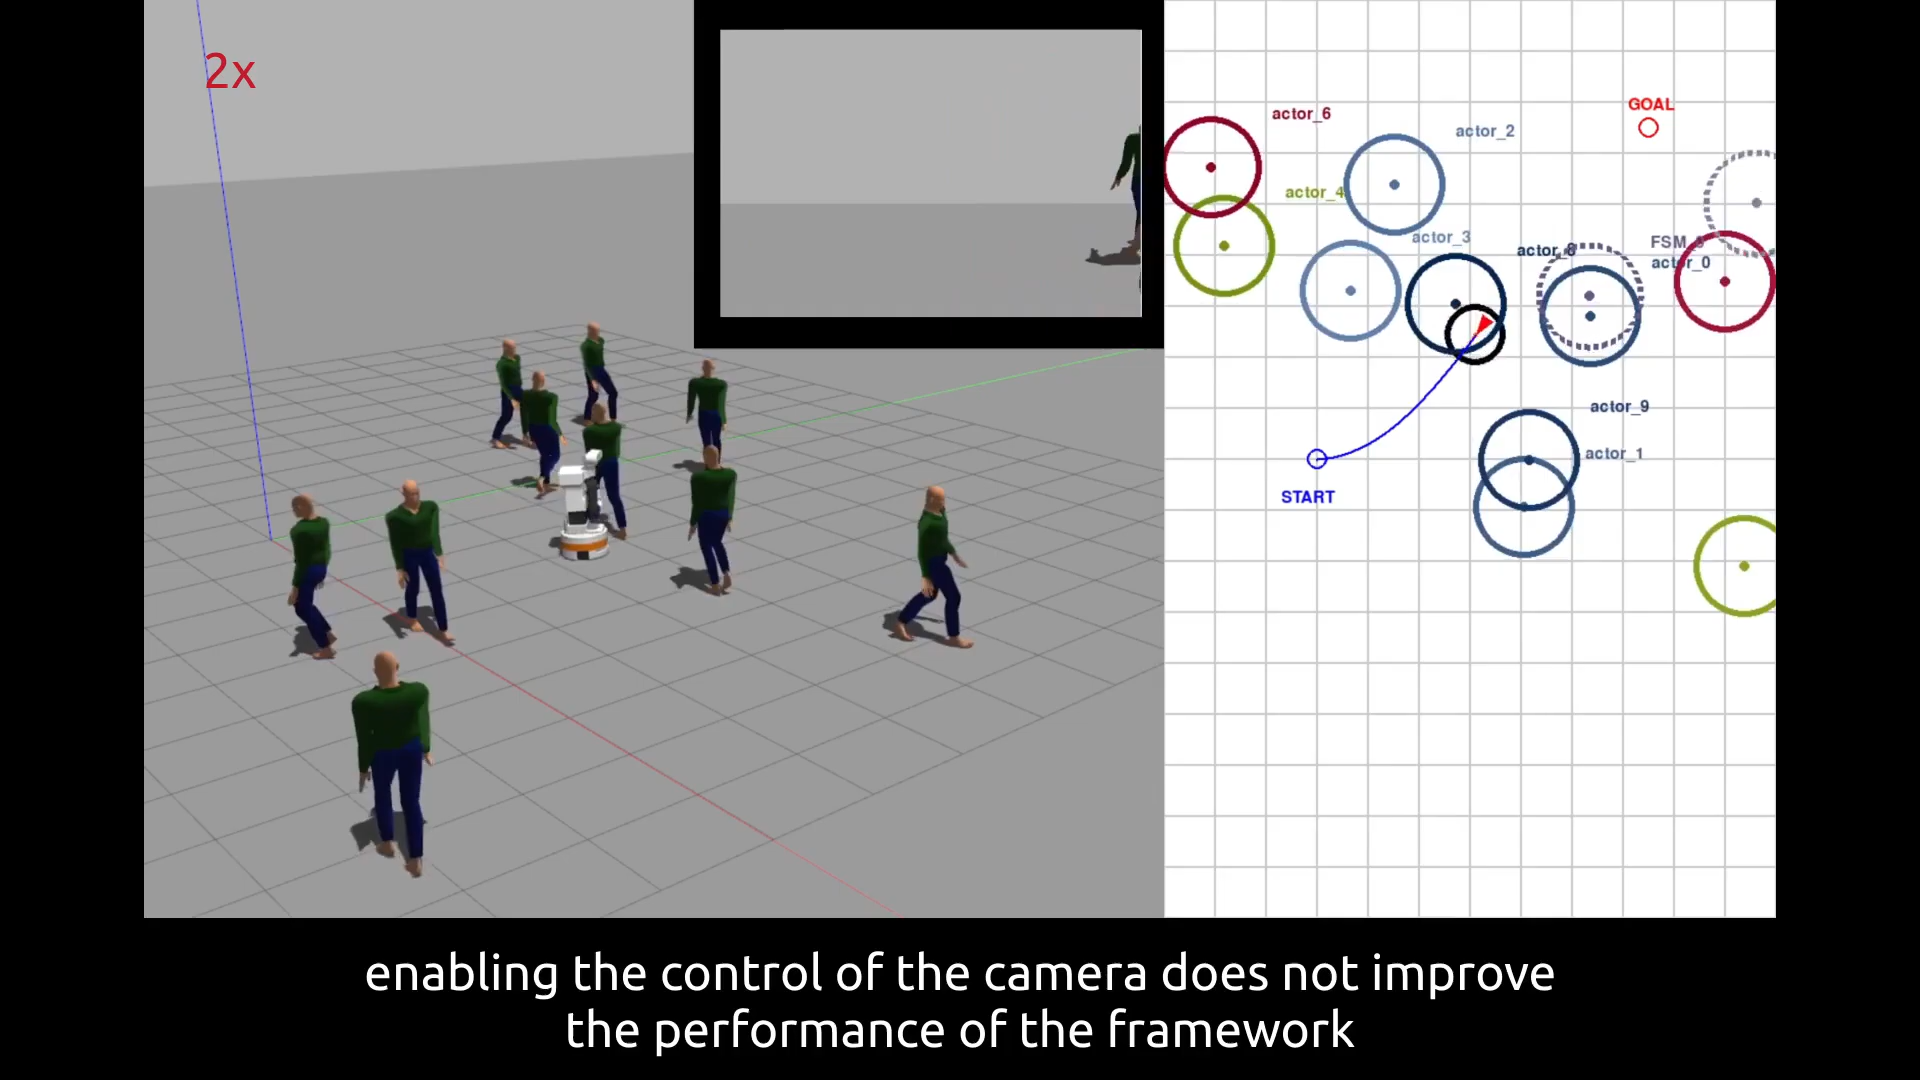 2x
GOAL
actor_6
actor_2
actor_4
actor_3
actor_8
FSM_0
actor_0
actor_9
actor_1
START
enabling the control of the camera does not improve
the performance of the framework